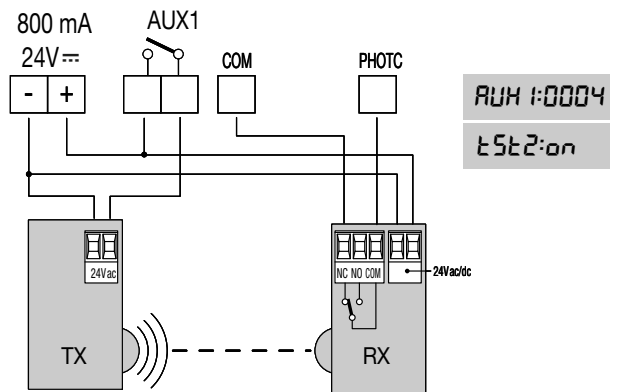 800 mA
24V⎓
AUX1
COM
PHOTC
- +
AUX 1:0004
tSt2:on
24Vac
NC NO COM
24Vac/dc
TX
RX